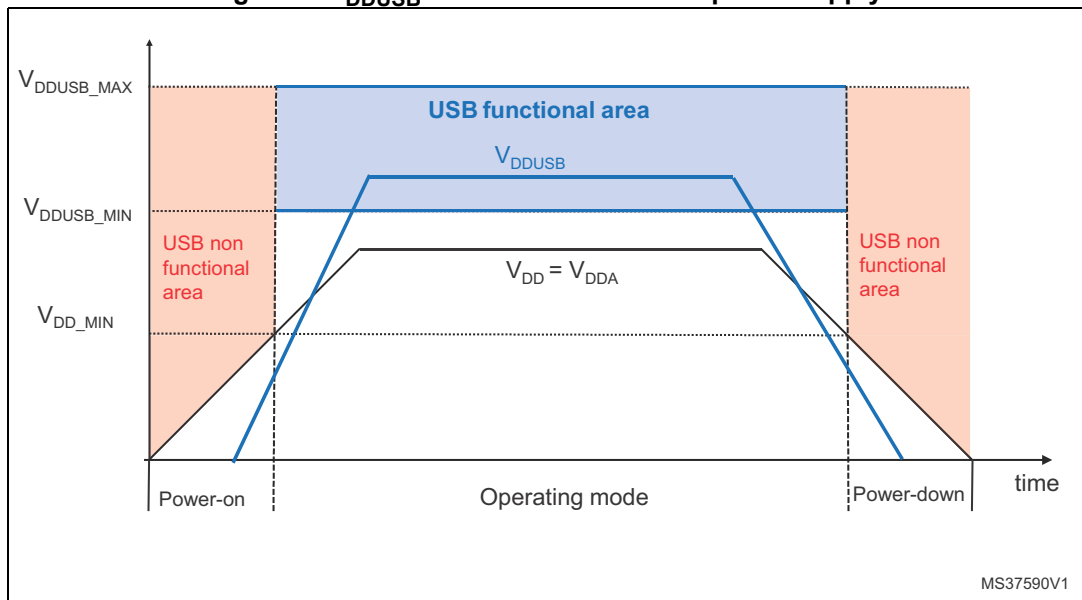 DDUSB
V_DDUSB_MAX
USB functional area
V_DDUSB
V_DDUSB_MIN
USB non
functional
area
USB non
functional
area
V_DD = V_DDA
V_DD_MIN
time
Power-on
Operating mode
Power-down
MS37590V1